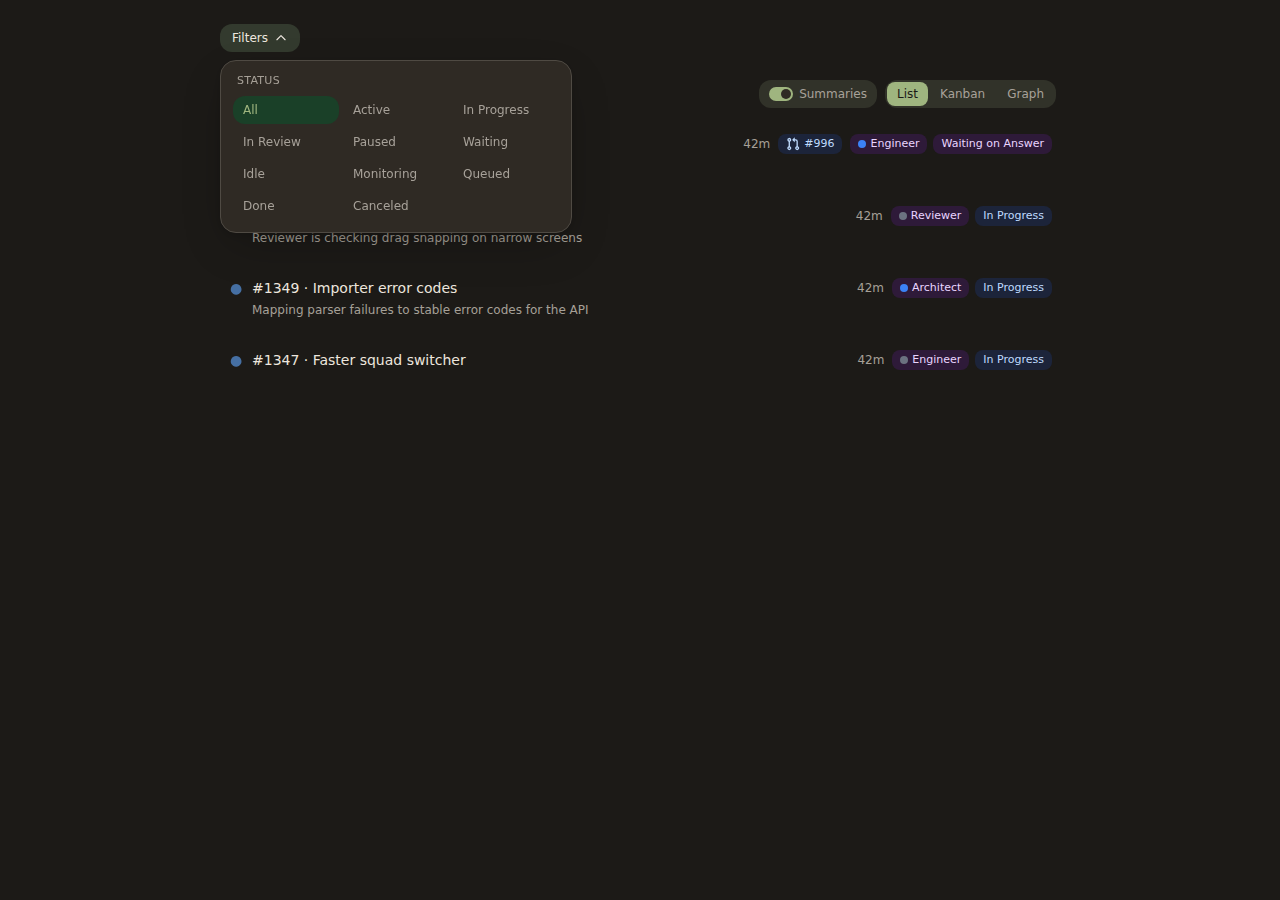 Filters
STATUS
All Active In Progress
In Review Paused Waiting
Idle Monitoring Queued
Done Canceled
Summaries List Kanban Graph
42m #996 Engineer Waiting on Answer
42m Reviewer In Progress
Reviewer is checking drag snapping on narrow screens
#1349 · Importer error codes 42m Architect In Progress
Mapping parser failures to stable error codes for the API
#1347 · Faster squad switcher 42m Engineer In Progress